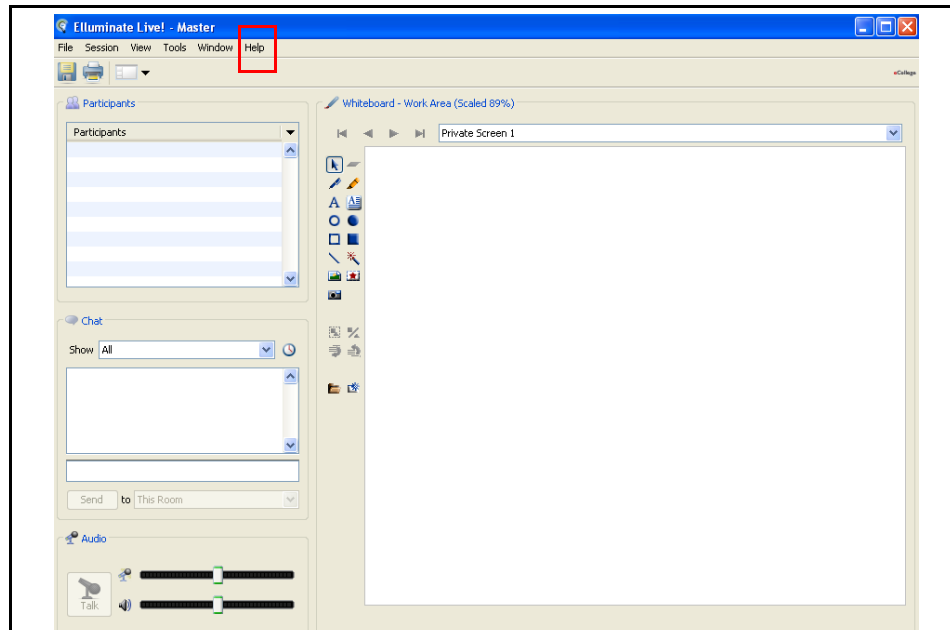 Elluminate Live! - Master
File Session View Tools Window Help
eCollege
Participants
Participants
Chat
Show All
Send to This Room
Audio
Talk
Whiteboard - Work Area (Scaled 89%)
Private Screen 1
A A